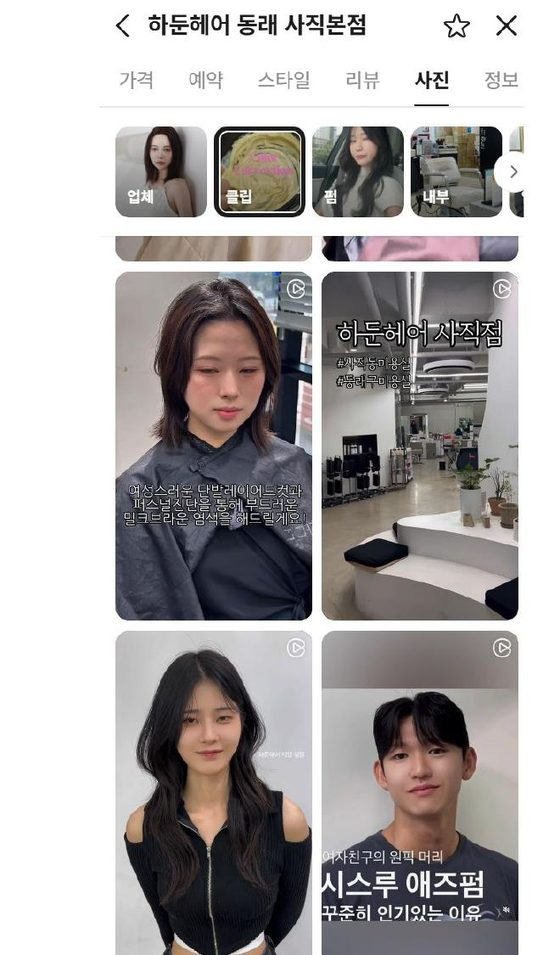 하둔헤어 동래 사직본점
가격 예약 스타일 리뷰 사진 정보
업체 클립 펌 내부
여성스러운 단발레이어드컷과
퍼스널진단을 통해 부드러운
밀크브라운 염색을 해드릴게요!
하둔헤어 사직점
#사직동미용실
#동래구미용실
여자친구의 원픽 머리
시스루 애즈펌
꾸준히 인기있는 이유